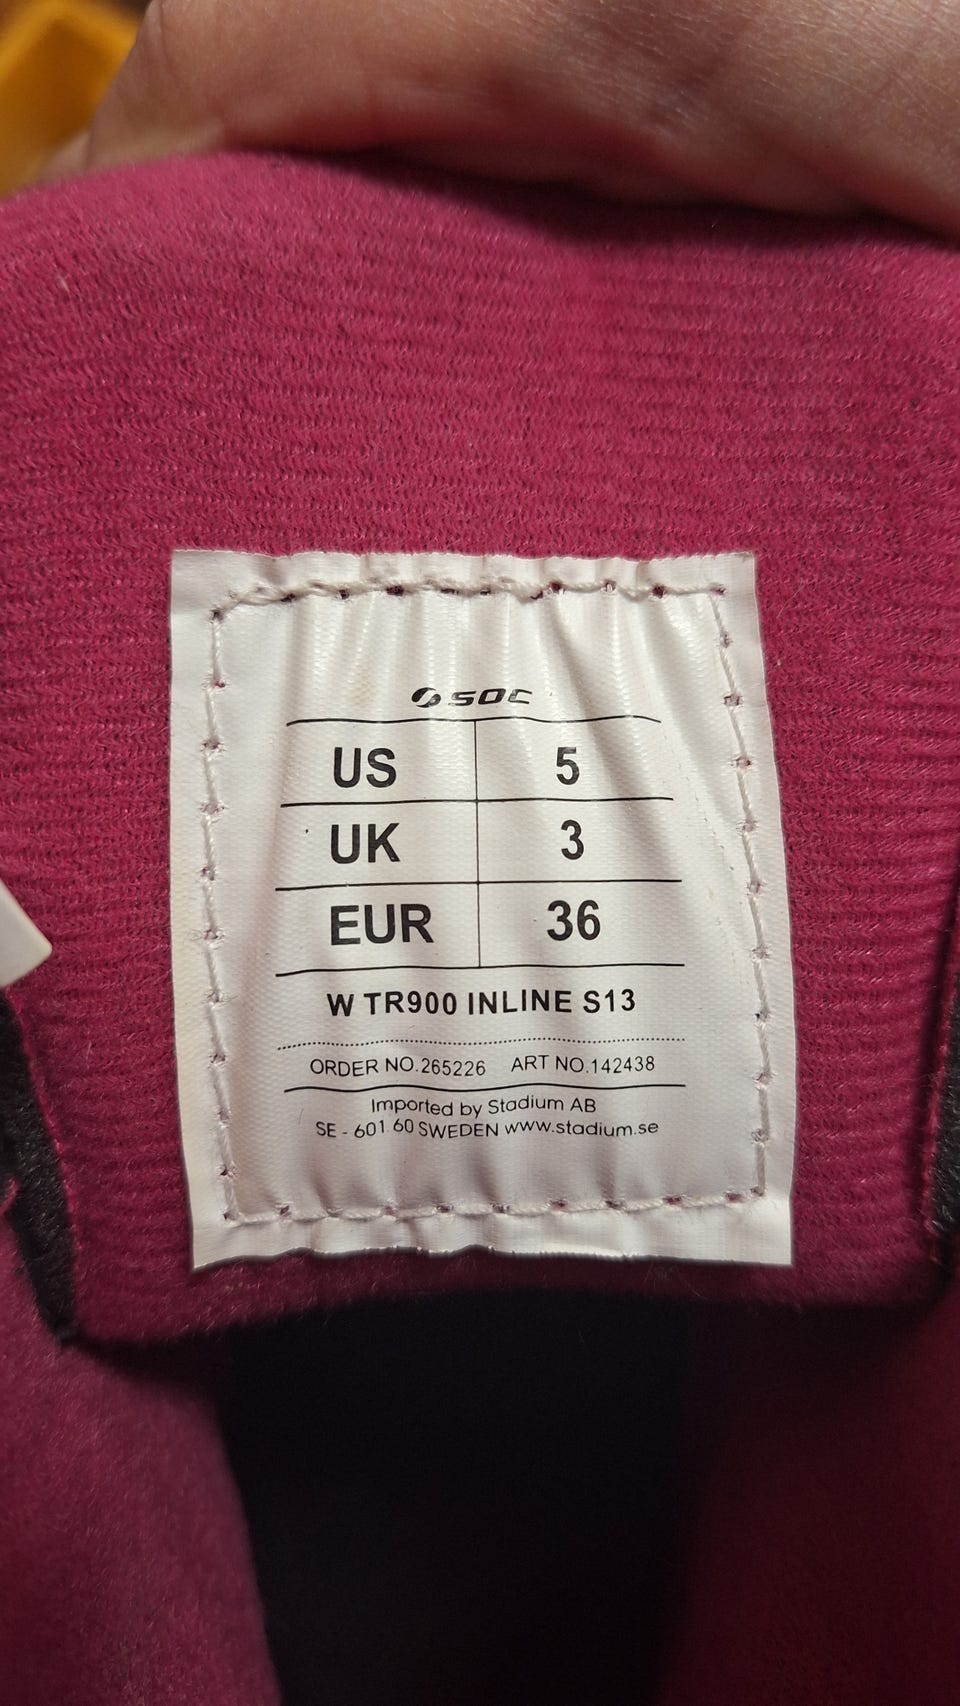 SOC
US 5
UK 3
EUR 36
W TR900 INLINE S13
ORDER NO.265226 ART NO.142438
Imported by Stadium AB
SE - 601 60 SWEDEN www.stadium.se